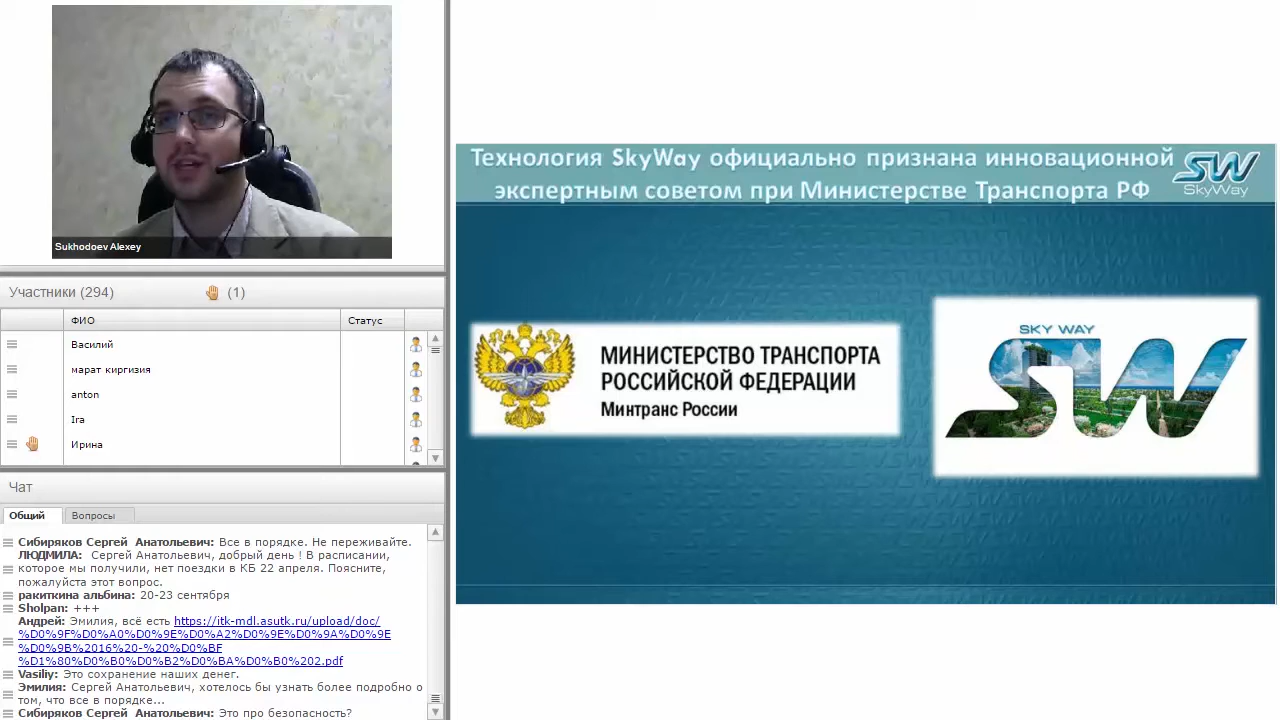 Sukhodoev Alexey
Участники (294)
(1)
ФИО
Статус
Василий
марат киргизия
anton
Ira
Ирина
Чат
Общий
Вопросы
Сибиряков Сергей Анатольевич: Все в порядке. Не переживайте.
ЛЮДМИЛА: Сергей Анатольевич, добрый день ! В расписании,
которое мы получили, нет поездки в КБ 22 апреля. Поясните,
пожалуйста этот вопрос.
ракиткина альбина: 20-23 сентября
Sholpan: +++
Андрей: Эмилия, всё есть https://itk-mdl.asutk.ru/upload/doc/
%D0%9F%D0%A0%D0%9E%D0%A2%D0%9E%D0%9A%D0%9E
%D0%9B%2016%20-%20%D0%BF
%D1%80%D0%B0%D0%B2%D0%BA%D0%B0%202.pdf
Vasiliy: Это сохранение наших денег.
Эмилия: Сергей Анатольевич, хотелось бы узнать более подробно о
том, что все в порядке...
Сибиряков Сергей Анатольевич: Это про безопасность?
Технология SkyWay официально признана инновационной
экспертным советом при Министерстве Транспорта РФ
SW
SkyWay
МИНИСТЕРСТВО ТРАНСПОРТА
РОССИЙСКОЙ ФЕДЕРАЦИИ
Минтранс России
SKY WAY
SW